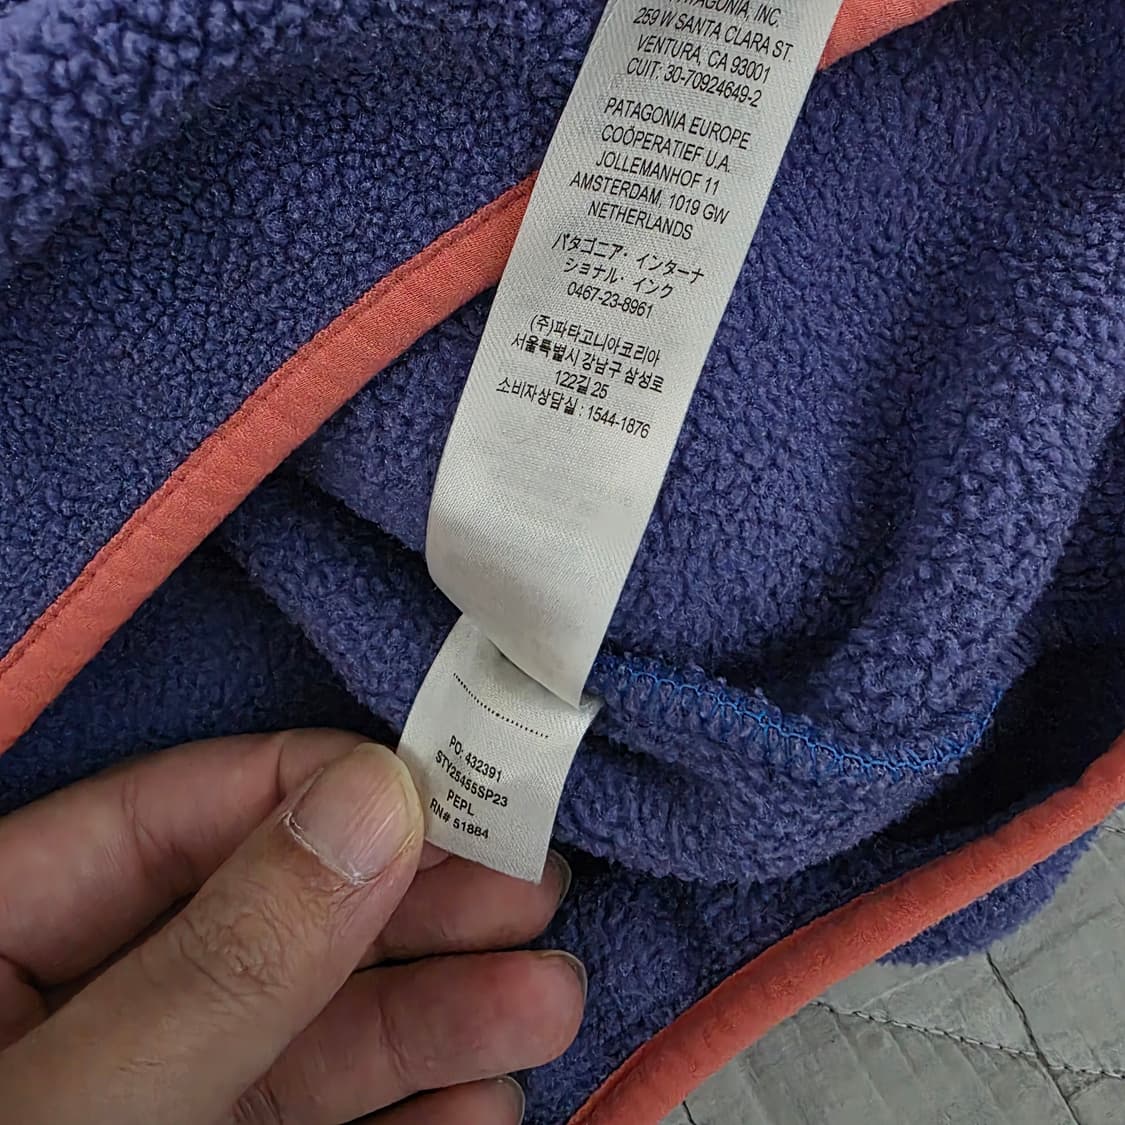 PATAGONIA, INC
259 W SANTA CLARA ST.
VENTURA, CA 93001
CUIT: 30-70924649-2
PATAGONIA EUROPE
COÖPERATIEF U.A.
JOLLEMANHOF 11
AMSTERDAM, 1019 GW
NETHERLANDS
パタゴニア・インターナ
ショナル・インク
0467-23-8961
(주)파타고니아코리아
서울특별시 강남구 삼성로
122길 25
소비자상담실 : 1544-1876
PO: 432391
STY25455SP23
PEPL
RN# 51884